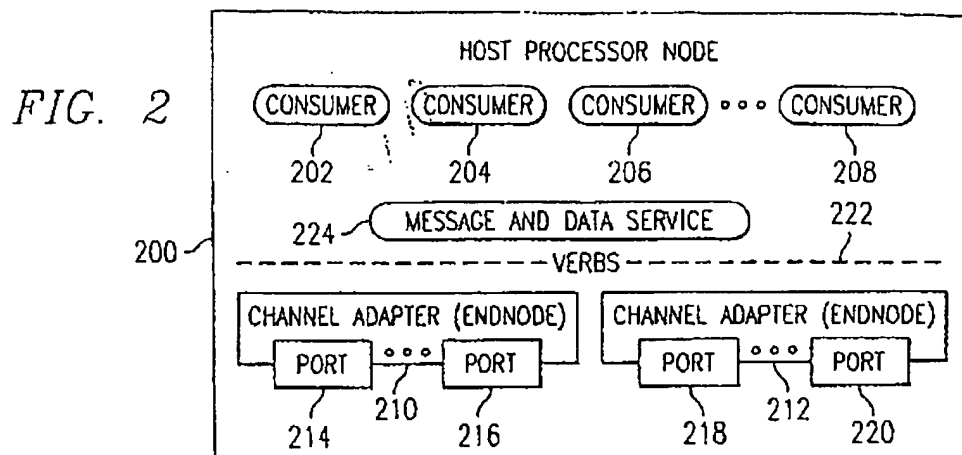 HOST PROCESSOR NODE
FIG. 2
CONSUMER CONSUMER CONSUMER CONSUMER
202 204 206 208
224 MESSAGE AND DATA SERVICE 222
200
VERBS
CHANNEL ADAPTER (ENDNODE) CHANNEL ADAPTER (ENDNODE)
PORT PORT PORT PORT
214 210 216 218 212 220